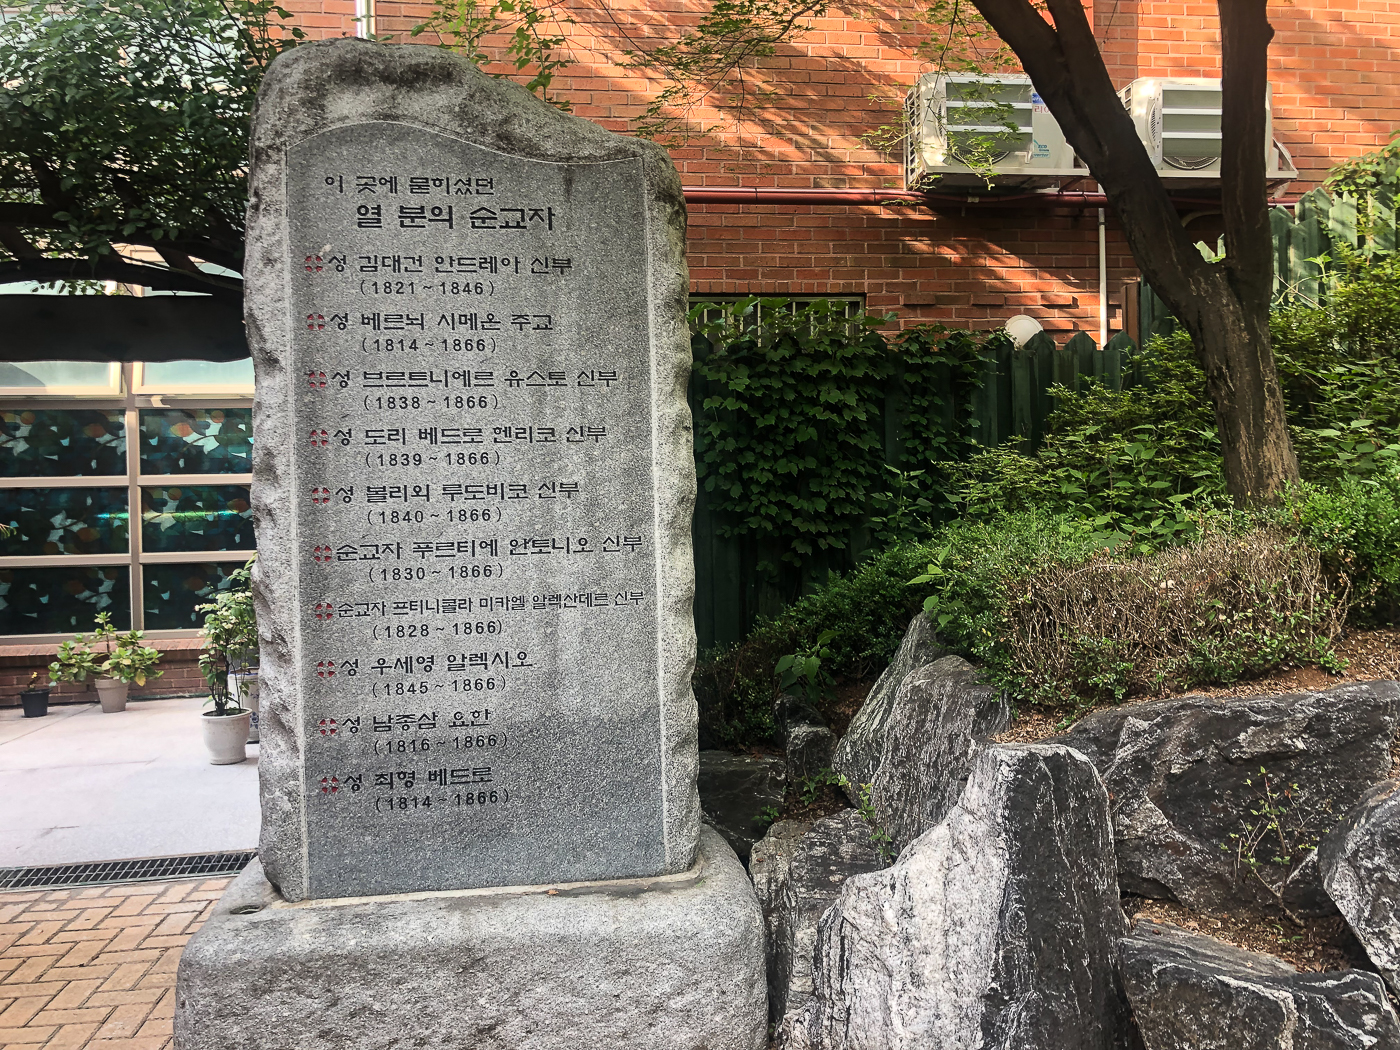 이 곳에 묻히셨던
열 분의 순교자
성 김대건 안드레아 신부
(1821~1846)
성 베르뇌 시메온 주교
(1814~1866)
성 브르트니에르 유스토 신부
(1838~1866)
성 도리 베드로 헨리코 신부
(1839~1866)
성 볼리외 루도비코 신부
(1840~1866)
순교자 푸르티에 안토니오 신부
(1830~1866)
순교자 프티니콜라 미카엘 알렉산데르 신부
(1828~1866)
성 우세영 알렉시오
(1845~1866)
성 남종삼 요한
(1816~1866)
성 최형 베드로
(1814~1866)